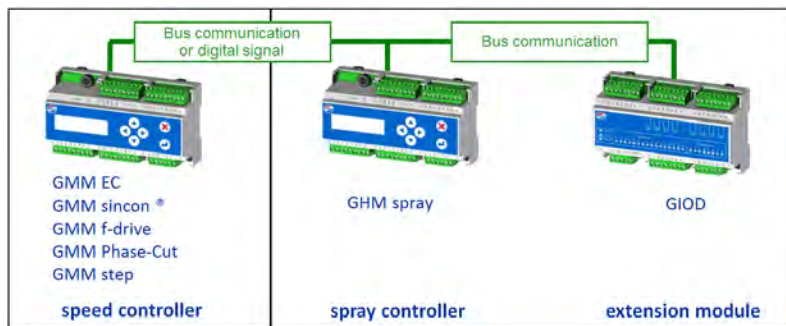 Bus communication
or digital signal
Bus communication
GMM EC
GMM sincon ®
GMM f-drive
GMM Phase-Cut
GMM step
GHM spray
GIOD
speed controller
spray controller
extension module